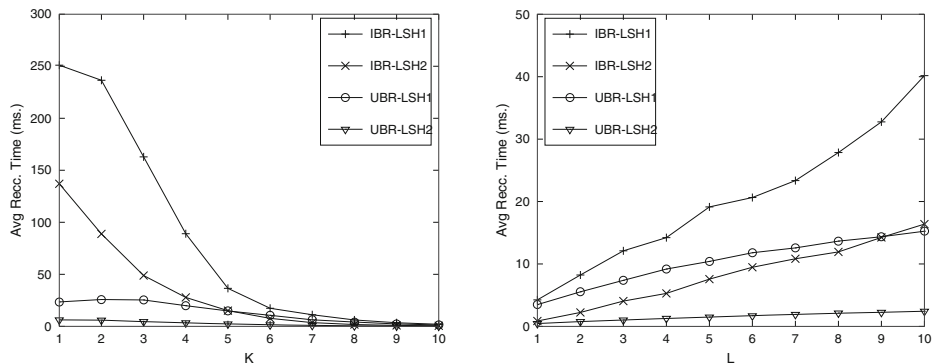 300
250
200
150
100
50
0
Avg Recc. Time (ms.)
1 2 3 4 5 6 7 8 9 10
K
IBR-LSH1
IBR-LSH2
UBR-LSH1
UBR-LSH2
50
40
30
20
10
0
Avg Recc. Time (ms.)
1 2 3 4 5 6 7 8 9 10
L
IBR-LSH1
IBR-LSH2
UBR-LSH1
UBR-LSH2